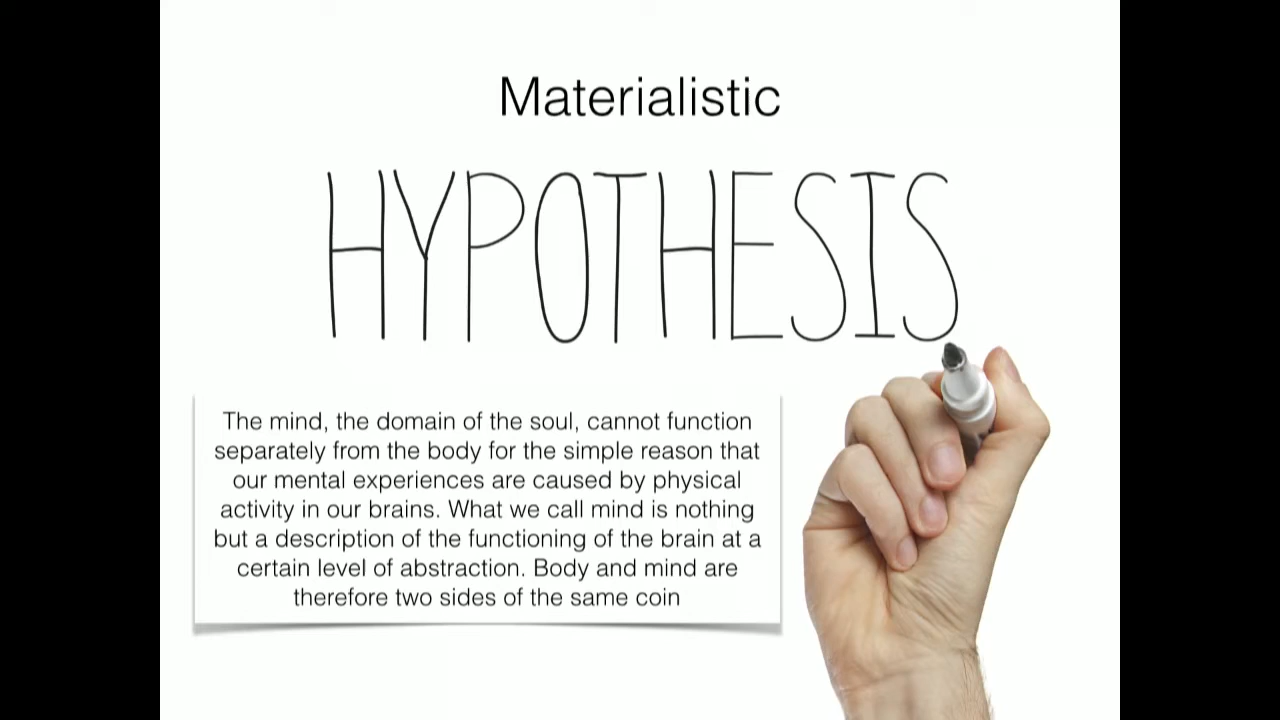 Materialistic
HYPOTHESIS
The mind, the domain of the soul, cannot function
separately from the body for the simple reason that
our mental experiences are caused by physical
activity in our brains. What we call mind is nothing
but a description of the functioning of the brain at a
certain level of abstraction. Body and mind are
therefore two sides of the same coin